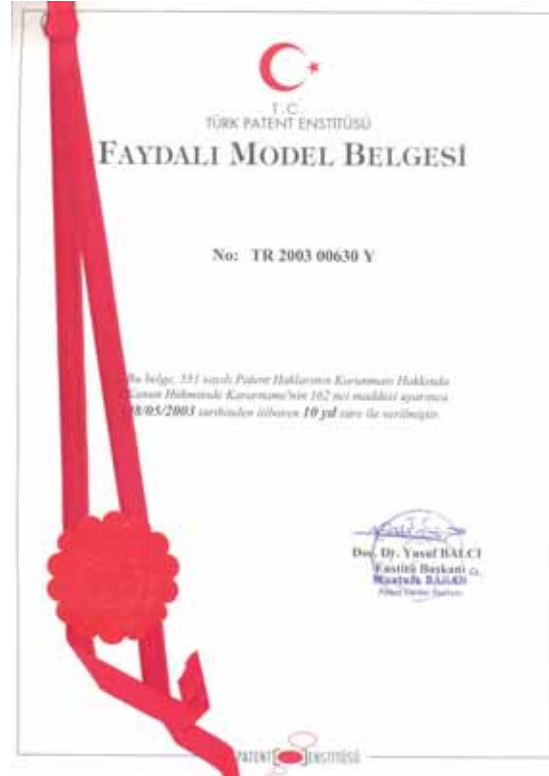 T.C.
TÜRK PATENT ENSTİTÜSÜ
FAYDALI MODEL BELGESİ
No: TR 2003 00630 Y
Bu belge, 551 sayılı Patent Haklarının Korunması Hakkında
Kanun Hükmünde Kararname'nin 162 nci maddesi uyarınca
08/05/2003 tarihinden itibaren 10 yıl süre ile verilmiştir.
Doç. Dr. Yusuf BALCI
Enstitü Başkanı
PATENT ENSTİTÜSÜ